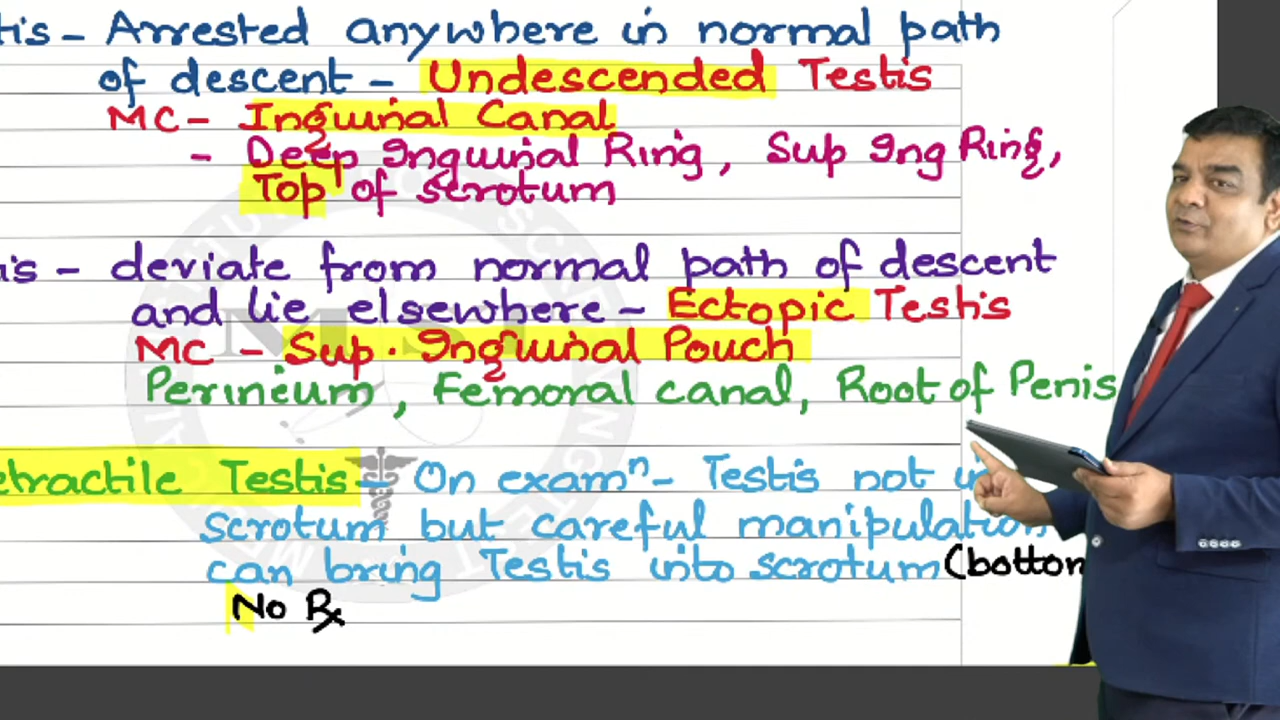 tis - Arrested anywhere in normal path
of descent - Undescended Testis
MC - Inguinal Canal
- Deep Inguinal Ring, Sup Ing Ring,
Top of scrotum
is - deviate from normal path of descent
and lie elsewhere - Ectopic Testis
MC - Sup. Inguinal Pouch
Perineum, Femoral canal, Root of Penis
etractile Testis - On examⁿ - Testis not in
scrotum but careful manipulation
can bring Testis into scrotum (bottom
No Rx